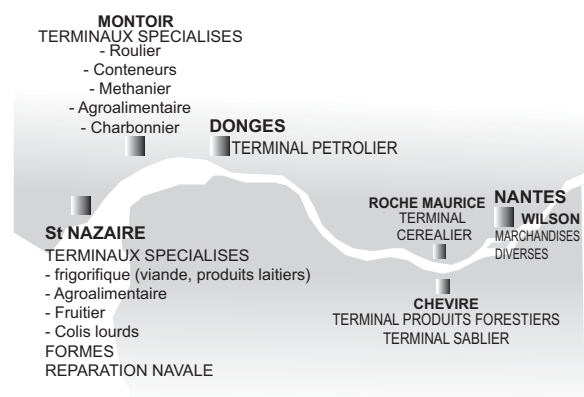 MONTOIR
TERMINAUX SPECIALISES
- Roulier
- Conteneurs
- Methanier
- Agroalimentaire
- Charbonnier
DONGES
TERMINAL PETROLIER
ROCHE MAURICE
TERMINAL
CEREALIER
NANTES
WILSON
MARCHANDISES
DIVERSES
St NAZAIRE
TERMINAUX SPECIALISES
- frigorifique (viande, produits laitiers)
- Agroalimentaire
- Fruitier
- Colis lourds
FORMES
REPARATION NAVALE
CHEVIRE
TERMINAL PRODUITS FORESTIERS
TERMINAL SABLIER